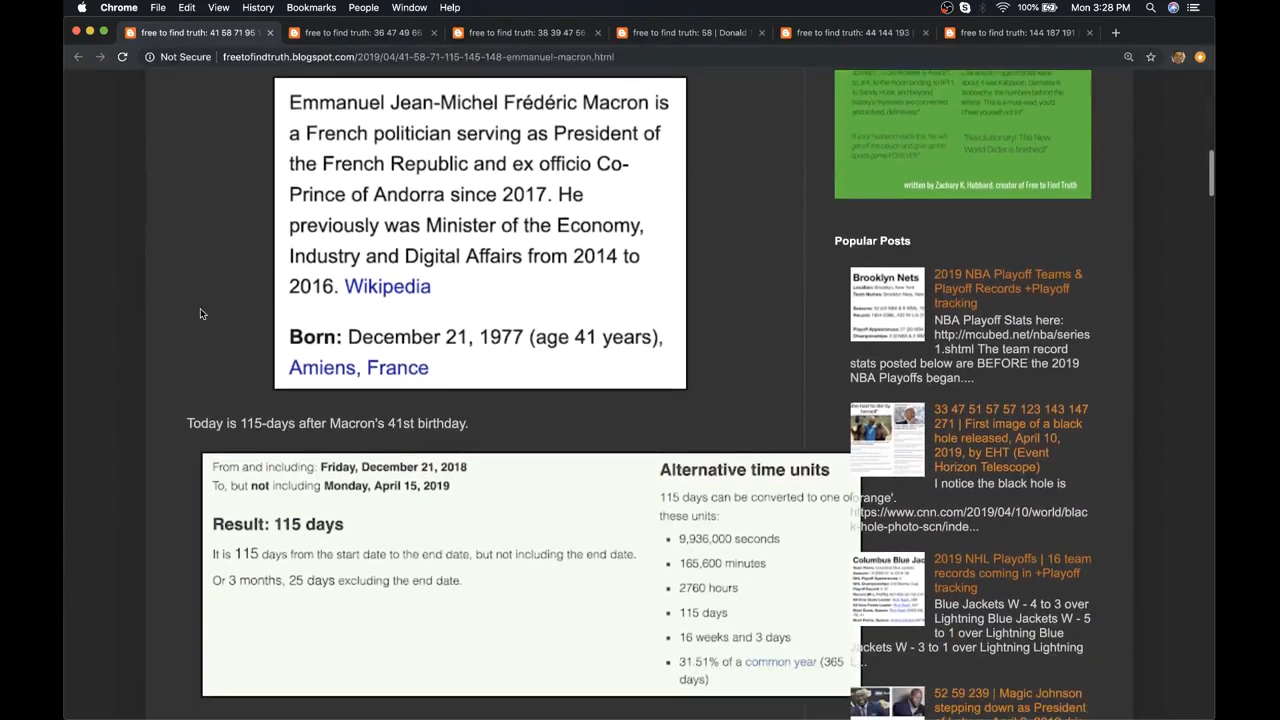 Chrome File Edit View History Bookmarks People Window Help 100% Mon 3:28 PM
free to find truth: 41 58 71 95 free to find truth: 36 47 49 66 free to find truth: 38 39 47 56 free to find truth: 58 | Donald T free to find truth: 44 144 193 free to find truth: 144 187 191
Not Secure freetofindtruth.blogspot.com/2019/04/41-58-71-115-145-148-emmanuel-macron.html
Emmanuel Jean-Michel Frédéric Macron is
a French politician serving as President of
the French Republic and ex officio Co-
Prince of Andorra since 2017. He
previously was Minister of the Economy,
Industry and Digital Affairs from 2014 to
2016. Wikipedia
Born: December 21, 1977 (age 41 years),
Amiens, France
Today is 115-days after Macron's 41st birthday.
From and including: Friday, December 21, 2018
To, but not including Monday, April 15, 2019
Result: 115 days
It is 115 days from the start date to the end date, but not including the end date.
Or 3 months, 25 days excluding the end date.
Alternative time units
115 days can be converted to one of
these units:
9,936,000 seconds
165,600 minutes
2760 hours
115 days
16 weeks and 3 days
31.51% of a common year (365
days)
"Revolutionary! The New
World Order is finished!"
written by Zachary K. Hubbard, creator of Free to Find Truth
Popular Posts
Brooklyn Nets
2019 NBA Playoff Teams &
Playoff Records +Playoff
tracking
NBA Playoff Stats here:
http://mcubed.net/nba/series
1.shtml The team record
stats posted below are BEFORE the 2019
NBA Playoffs began....
33 47 51 57 57 123 143 147
271 | First image of a black
hole released, April 10,
2019, by EHT (Event
Horizon Telescope)
I notice the black hole is
orange'.
https://www.cnn.com/2019/04/10/world/blac
k-hole-photo-scn/inde...
Columbus Blue Jac
2019 NHL Playoffs | 16 team
records coming in +Playoff
tracking
Blue Jackets W - 4 to 3 over
Lightning Blue Jackets W - 5
to 1 over Lightning Blue
Jackets W - 3 to 1 over Lightning Lightning
52 59 239 | Magic Johnson
stepping down as President